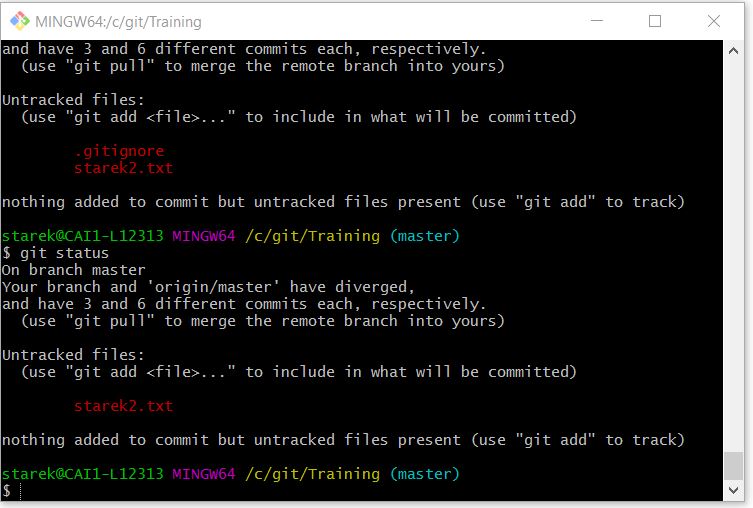 MINGW64:/c/git/Training
and have 3 and 6 different commits each, respectively.
  (use "git pull" to merge the remote branch into yours)
Untracked files:
  (use "git add <file>..." to include in what will be committed)
        .gitignore
        starek2.txt
nothing added to commit but untracked files present (use "git add" to track)
starek@CAI1-L12313 MINGW64 /c/git/Training (master)
$ git status
On branch master
Your branch and 'origin/master' have diverged,
and have 3 and 6 different commits each, respectively.
  (use "git pull" to merge the remote branch into yours)
Untracked files:
  (use "git add <file>..." to include in what will be committed)
        starek2.txt
nothing added to commit but untracked files present (use "git add" to track)
starek@CAI1-L12313 MINGW64 /c/git/Training (master)
$